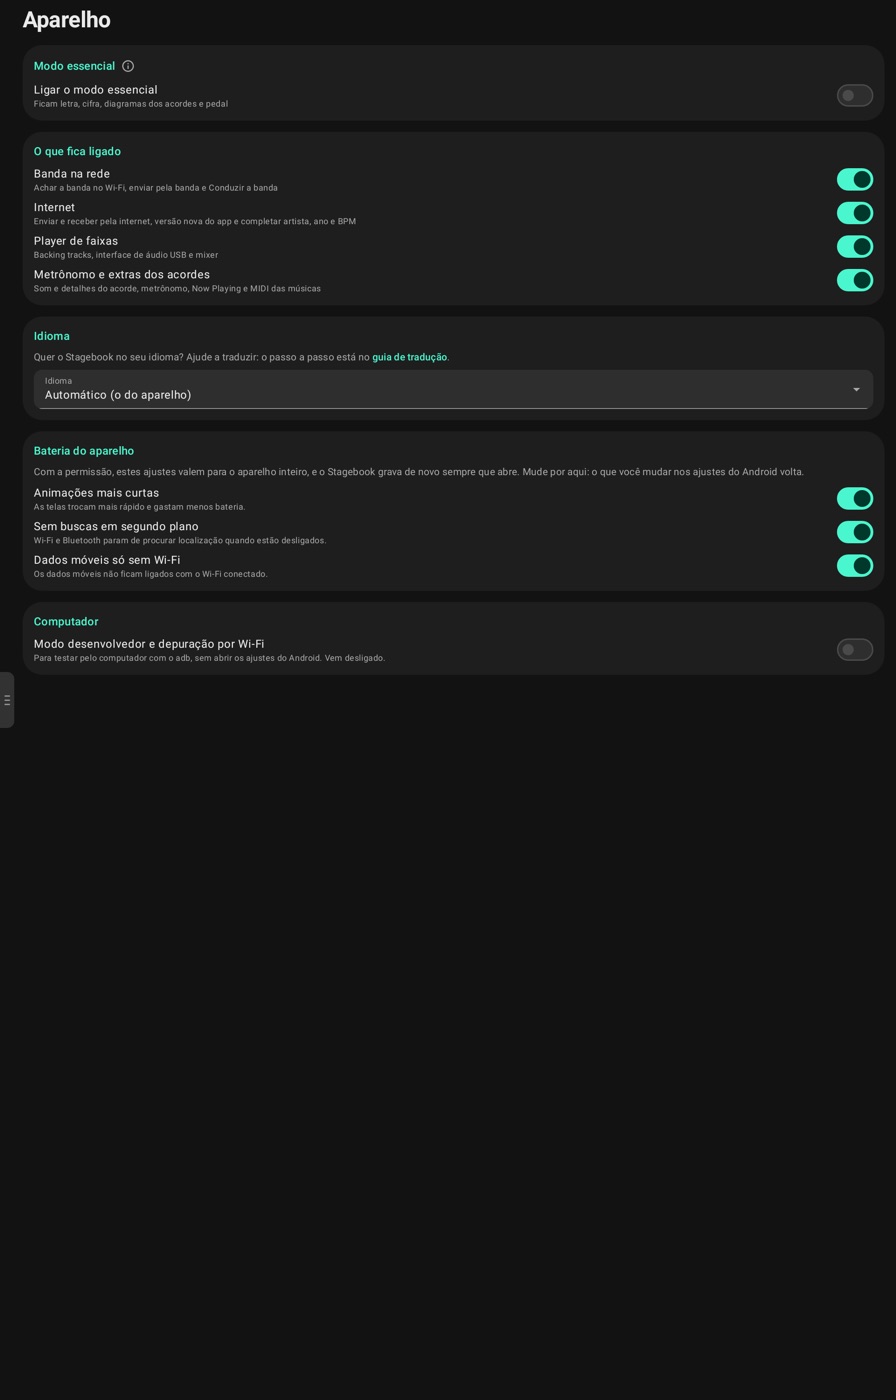 Aparelho
Modo essencial
Ligar o modo essencial
Ficam letra, cifra, diagramas dos acordes e pedal
O que fica ligado
Banda na rede
Achar a banda no Wi-Fi, enviar pela banda e Conduzir a banda
Internet
Enviar e receber pela internet, versão nova do app e completar artista, ano e BPM
Player de faixas
Backing tracks, interface de áudio USB e mixer
Metrônomo e extras dos acordes
Som e detalhes do acorde, metrônomo, Now Playing e MIDI das músicas
Idioma
Quer o Stagebook no seu idioma? Ajude a traduzir: o passo a passo está no guia de tradução.
Idioma
Automático (o do aparelho)
Bateria do aparelho
Com a permissão, estes ajustes valem para o aparelho inteiro, e o Stagebook grava de novo sempre que abre. Mude por aqui: o que você mudar nos ajustes do Android volta.
Animações mais curtas
As telas trocam mais rápido e gastam menos bateria.
Sem buscas em segundo plano
Wi-Fi e Bluetooth param de procurar localização quando estão desligados.
Dados móveis só sem Wi-Fi
Os dados móveis não ficam ligados com o Wi-Fi conectado.
Computador
Modo desenvolvedor e depuração por Wi-Fi
Para testar pelo computador com o adb, sem abrir os ajustes do Android. Vem desligado.